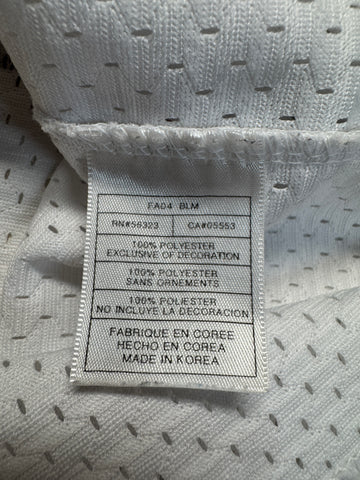 FA04 BLM
RN#56323 CA#05553
100% POLYESTER
EXCLUSIVE OF DECORATION
100% POLYESTER
SANS ORNEMENTS
100% POLIESTER
NO INCLUYE LA DECORACION
FABRIQUE EN COREE
HECHO EN COREA
MADE IN KOREA